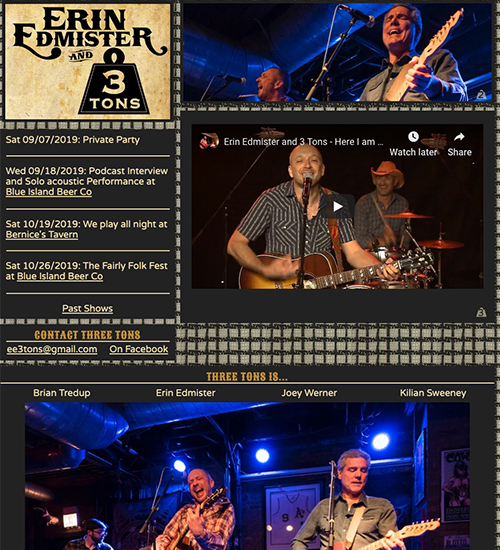 ERIN
EDMISTER
AND
3
TONS
Sat 09/07/2019: Private Party
Wed 09/18/2019: Podcast Interview
and Solo acoustic Performance at
Blue Island Beer Co
Sat 10/19/2019: We play all night at
Bernice's Tavern
Sat 10/26/2019: The Fairly Folk Fest
at Blue Island Beer Co
Past Shows
CONTACT THREE TONS
ee3tons@gmail.com On Facebook
Erin Edmister and 3 Tons - Here I am ...
Watch later Share
THREE TONS IS...
Brian Tredup Erin Edmister Joey Werner Kilian Sweeney